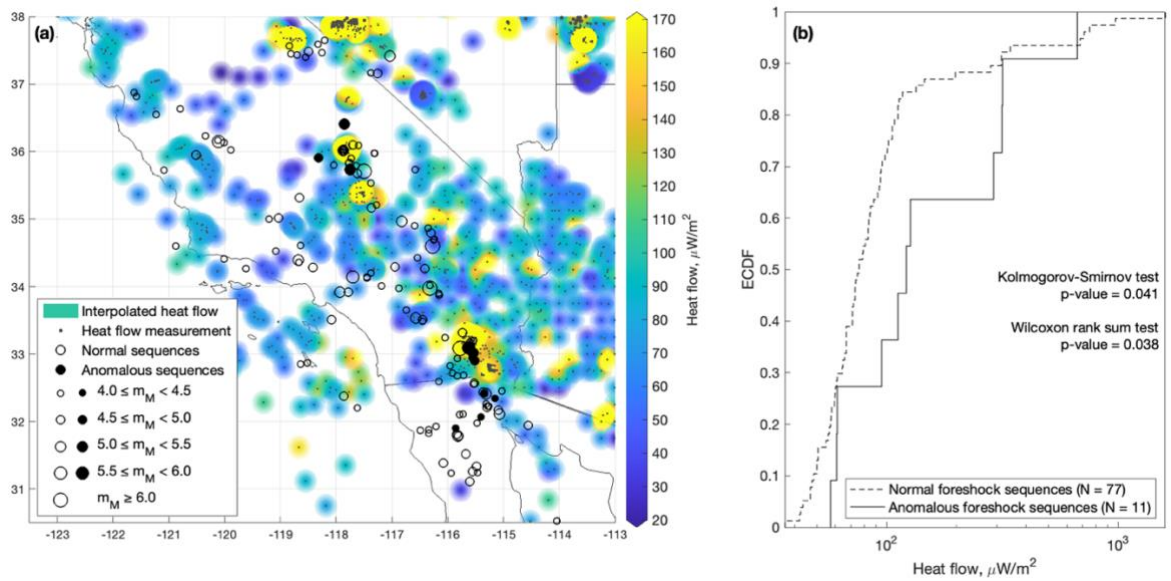 (a)
38
37
36
35
34
33
32
31
-123
-122
-121
-120
-119
-118
-117
-116
-115
-114
-113
Interpolated heat flow
Heat flow measurement
Normal sequences
Anomalous sequences
4.0 ≤ m_M < 4.5
4.5 ≤ m_M < 5.0
5.0 ≤ m_M < 5.5
5.5 ≤ m_M < 6.0
m_M ≥ 6.0
170
160
150
140
130
120
110
100
90
80
70
60
50
40
30
20
Heat flow, μW/m²
(b)
1
0.9
0.8
0.7
0.6
0.5
0.4
0.3
0.2
0.1
0
ECDF
Kolmogorov-Smirnov test
p-value = 0.041
Wilcoxon rank sum test
p-value = 0.038
Normal foreshock sequences (N = 77)
Anomalous foreshock sequences (N = 11)
10²
10³
Heat flow, μW/m²